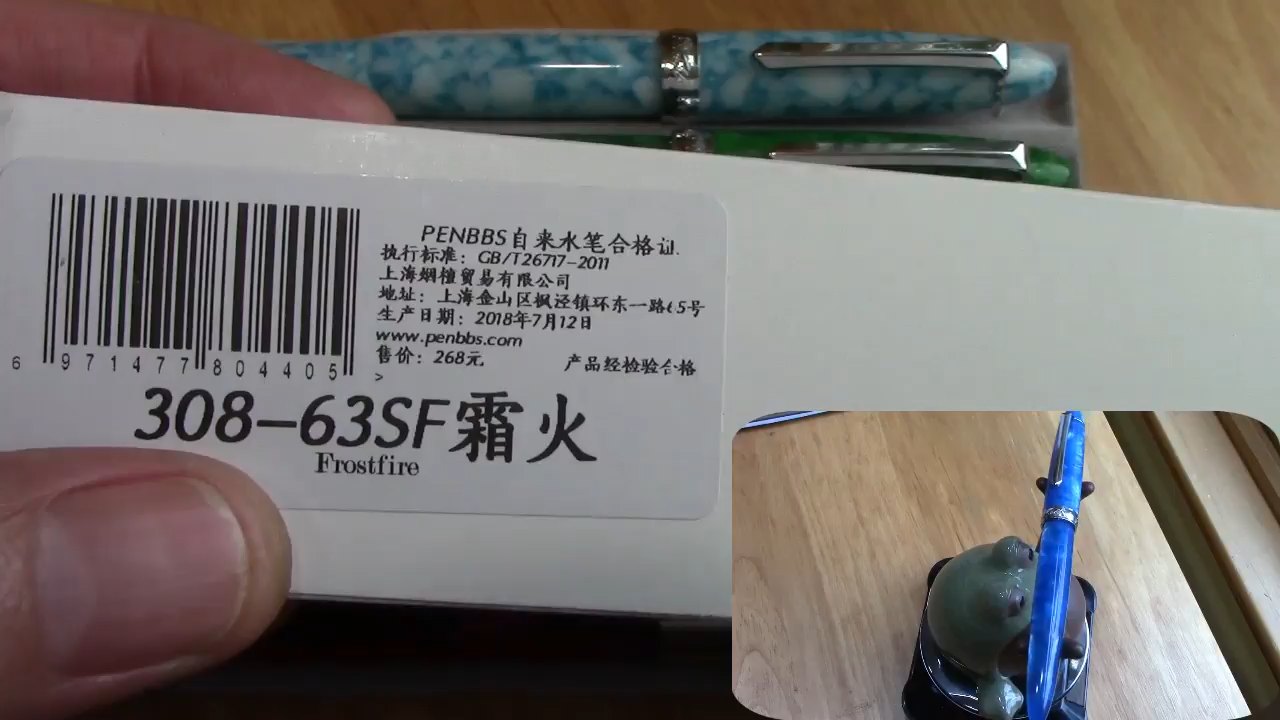 PENBBS自来水笔合格证
执行标准：GB/T26717-2011
上海烟檀贸易有限公司
地址：上海金山区枫泾镇环东一路65号
生产日期：2018年7月12日
www.penbbs.com
售价：268元 产品经检验合格
6 971477 804405 >
308-63SF霜火
Frostfire